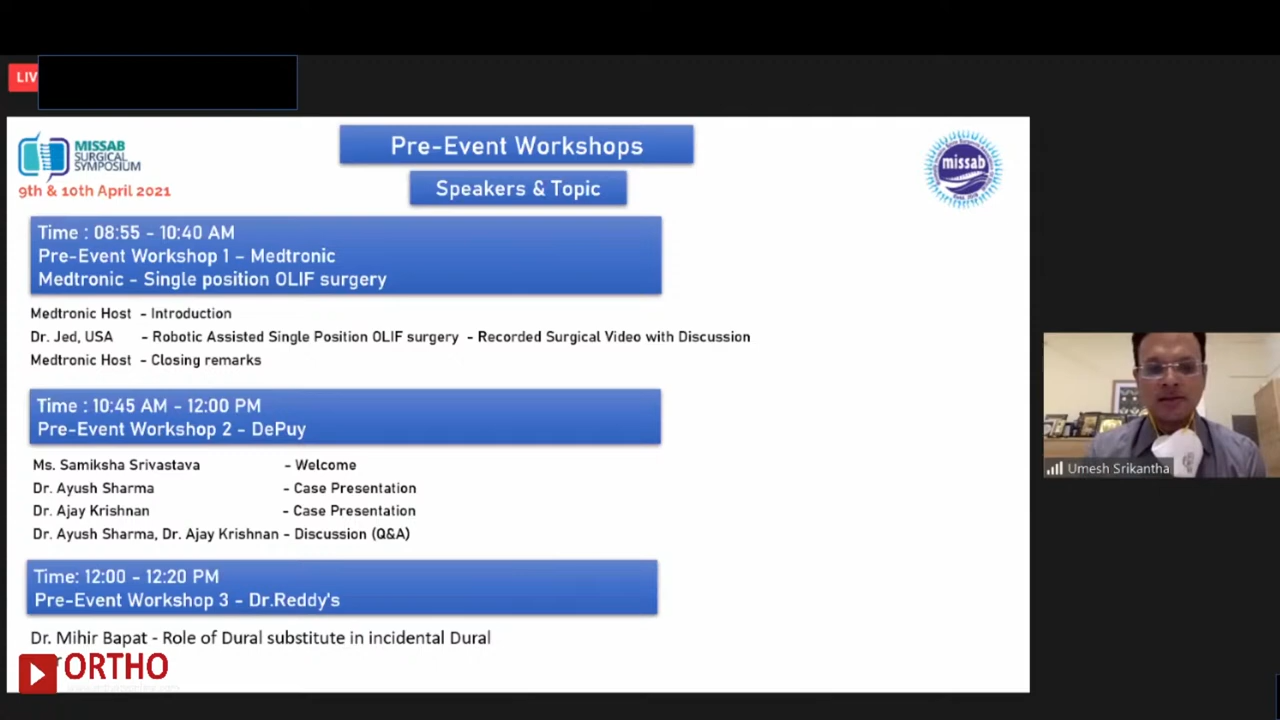 LIV
MISSAB
SURGICAL
SYMPOSIUM
9th & 10th April 2021
Pre-Event Workshops
Speakers & Topic
missab
Time : 08:55 - 10:40 AM
Pre-Event Workshop 1 - Medtronic
Medtronic - Single position OLIF surgery
Medtronic Host - Introduction
Dr. Jed, USA - Robotic Assisted Single Position OLIF surgery - Recorded Surgical Video with Discussion
Medtronic Host - Closing remarks
Time : 10:45 AM - 12:00 PM
Pre-Event Workshop 2 - DePuy
Ms. Samiksha Srivastava - Welcome
Dr. Ayush Sharma - Case Presentation
Dr. Ajay Krishnan - Case Presentation
Dr. Ayush Sharma, Dr. Ajay Krishnan - Discussion (Q&A)
Time: 12:00 - 12:20 PM
Pre-Event Workshop 3 - Dr.Reddy's
Dr. Mihir Bapat - Role of Dural substitute in incidental Dural
ORTHO
Umesh Srikantha